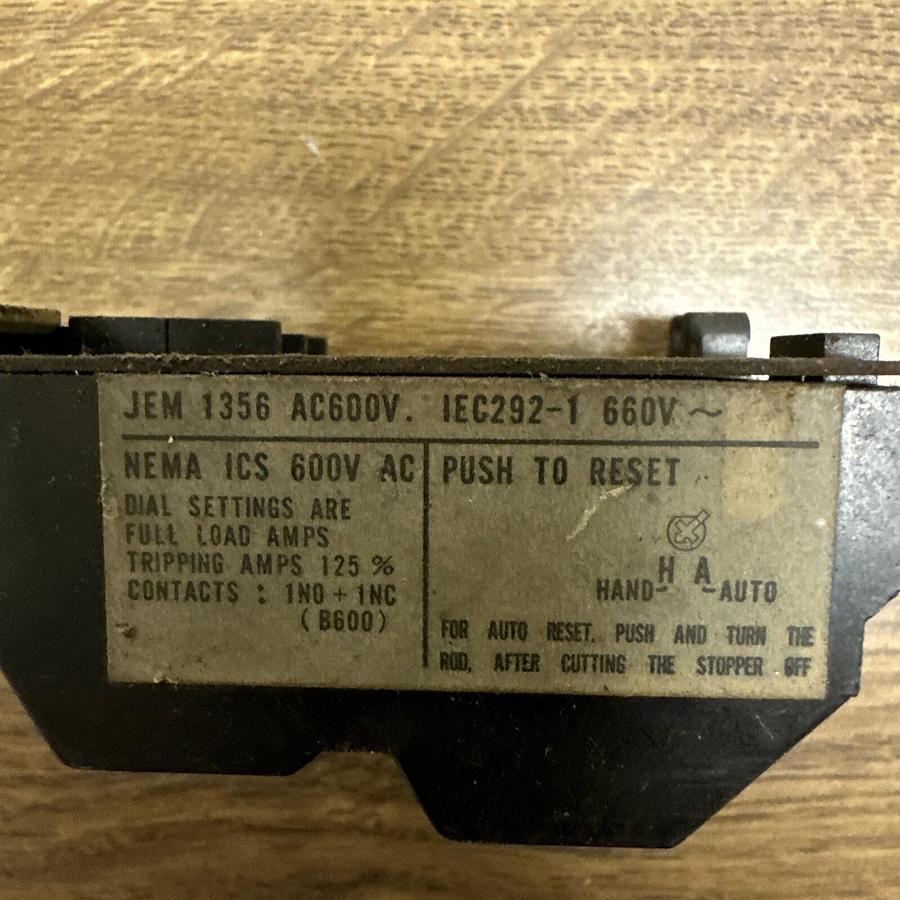 JEM 1356 AC600V. IEC292-1 660V ~
NEMA ICS 600V AC
DIAL SETTINGS ARE
FULL LOAD AMPS
TRIPPING AMPS 125 %
CONTACTS : 1NO + 1NC
(B600)
PUSH TO RESET
H A
HAND- -AUTO
FOR AUTO RESET. PUSH AND TURN THE
ROD, AFTER CUTTING THE STOPPER OFF